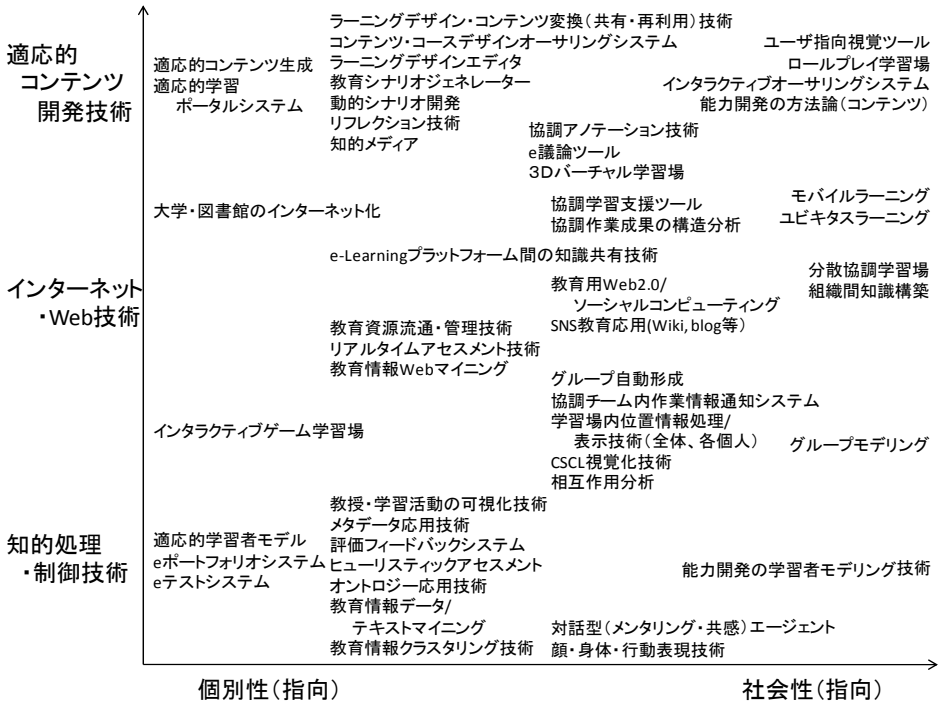 適応的
コンテンツ
開発技術
適応的コンテンツ生成
適応的学習
ポータルシステム
ラーニングデザイン・コンテンツ変換(共有・再利用)技術
コンテンツ・コースデザインオーサリングシステム
ラーニングデザインエディタ
教育シナリオジェネレーター
動的シナリオ開発
リフレクション技術
知的メディア
協調アノテーション技術
e議論ツール
3Dバーチャル学習場
ユーザ指向視覚ツール
ロールプレイ学習場
インタラクティブオーサリングシステム
能力開発の方法論(コンテンツ)
大学・図書館のインターネット化
協調学習支援ツール
協調作業成果の構造分析
モバイルラーニング
ユビキタスラーニング
インターネット
・Web技術
e-Learningプラットフォーム間の知識共有技術
教育用Web2.0/
ソーシャルコンピューティング
SNS教育応用(Wiki, blog等)
分散協調学習場
組織間知識構築
教育資源流通・管理技術
リアルタイムアセスメント技術
教育情報Webマイニング
インタラクティブゲーム学習場
グループ自動形成
協調チーム内作業情報通知システム
学習場内位置情報処理/
表示技術(全体、各個人)
CSCL視覚化技術
相互作用分析
グループモデリング
知的処理
・制御技術
適応的学習者モデル
eポートフォリオシステム
eテストシステム
教授・学習活動の可視化技術
メタデータ応用技術
評価フィードバックシステム
ヒューリスティックアセスメント
オントロジー応用技術
教育情報データ/
テキストマイニング
教育情報クラスタリング技術
能力開発の学習者モデリング技術
対話型(メンタリング・共感)エージェント
顔・身体・行動表現技術
個別性(指向)
社会性(指向)